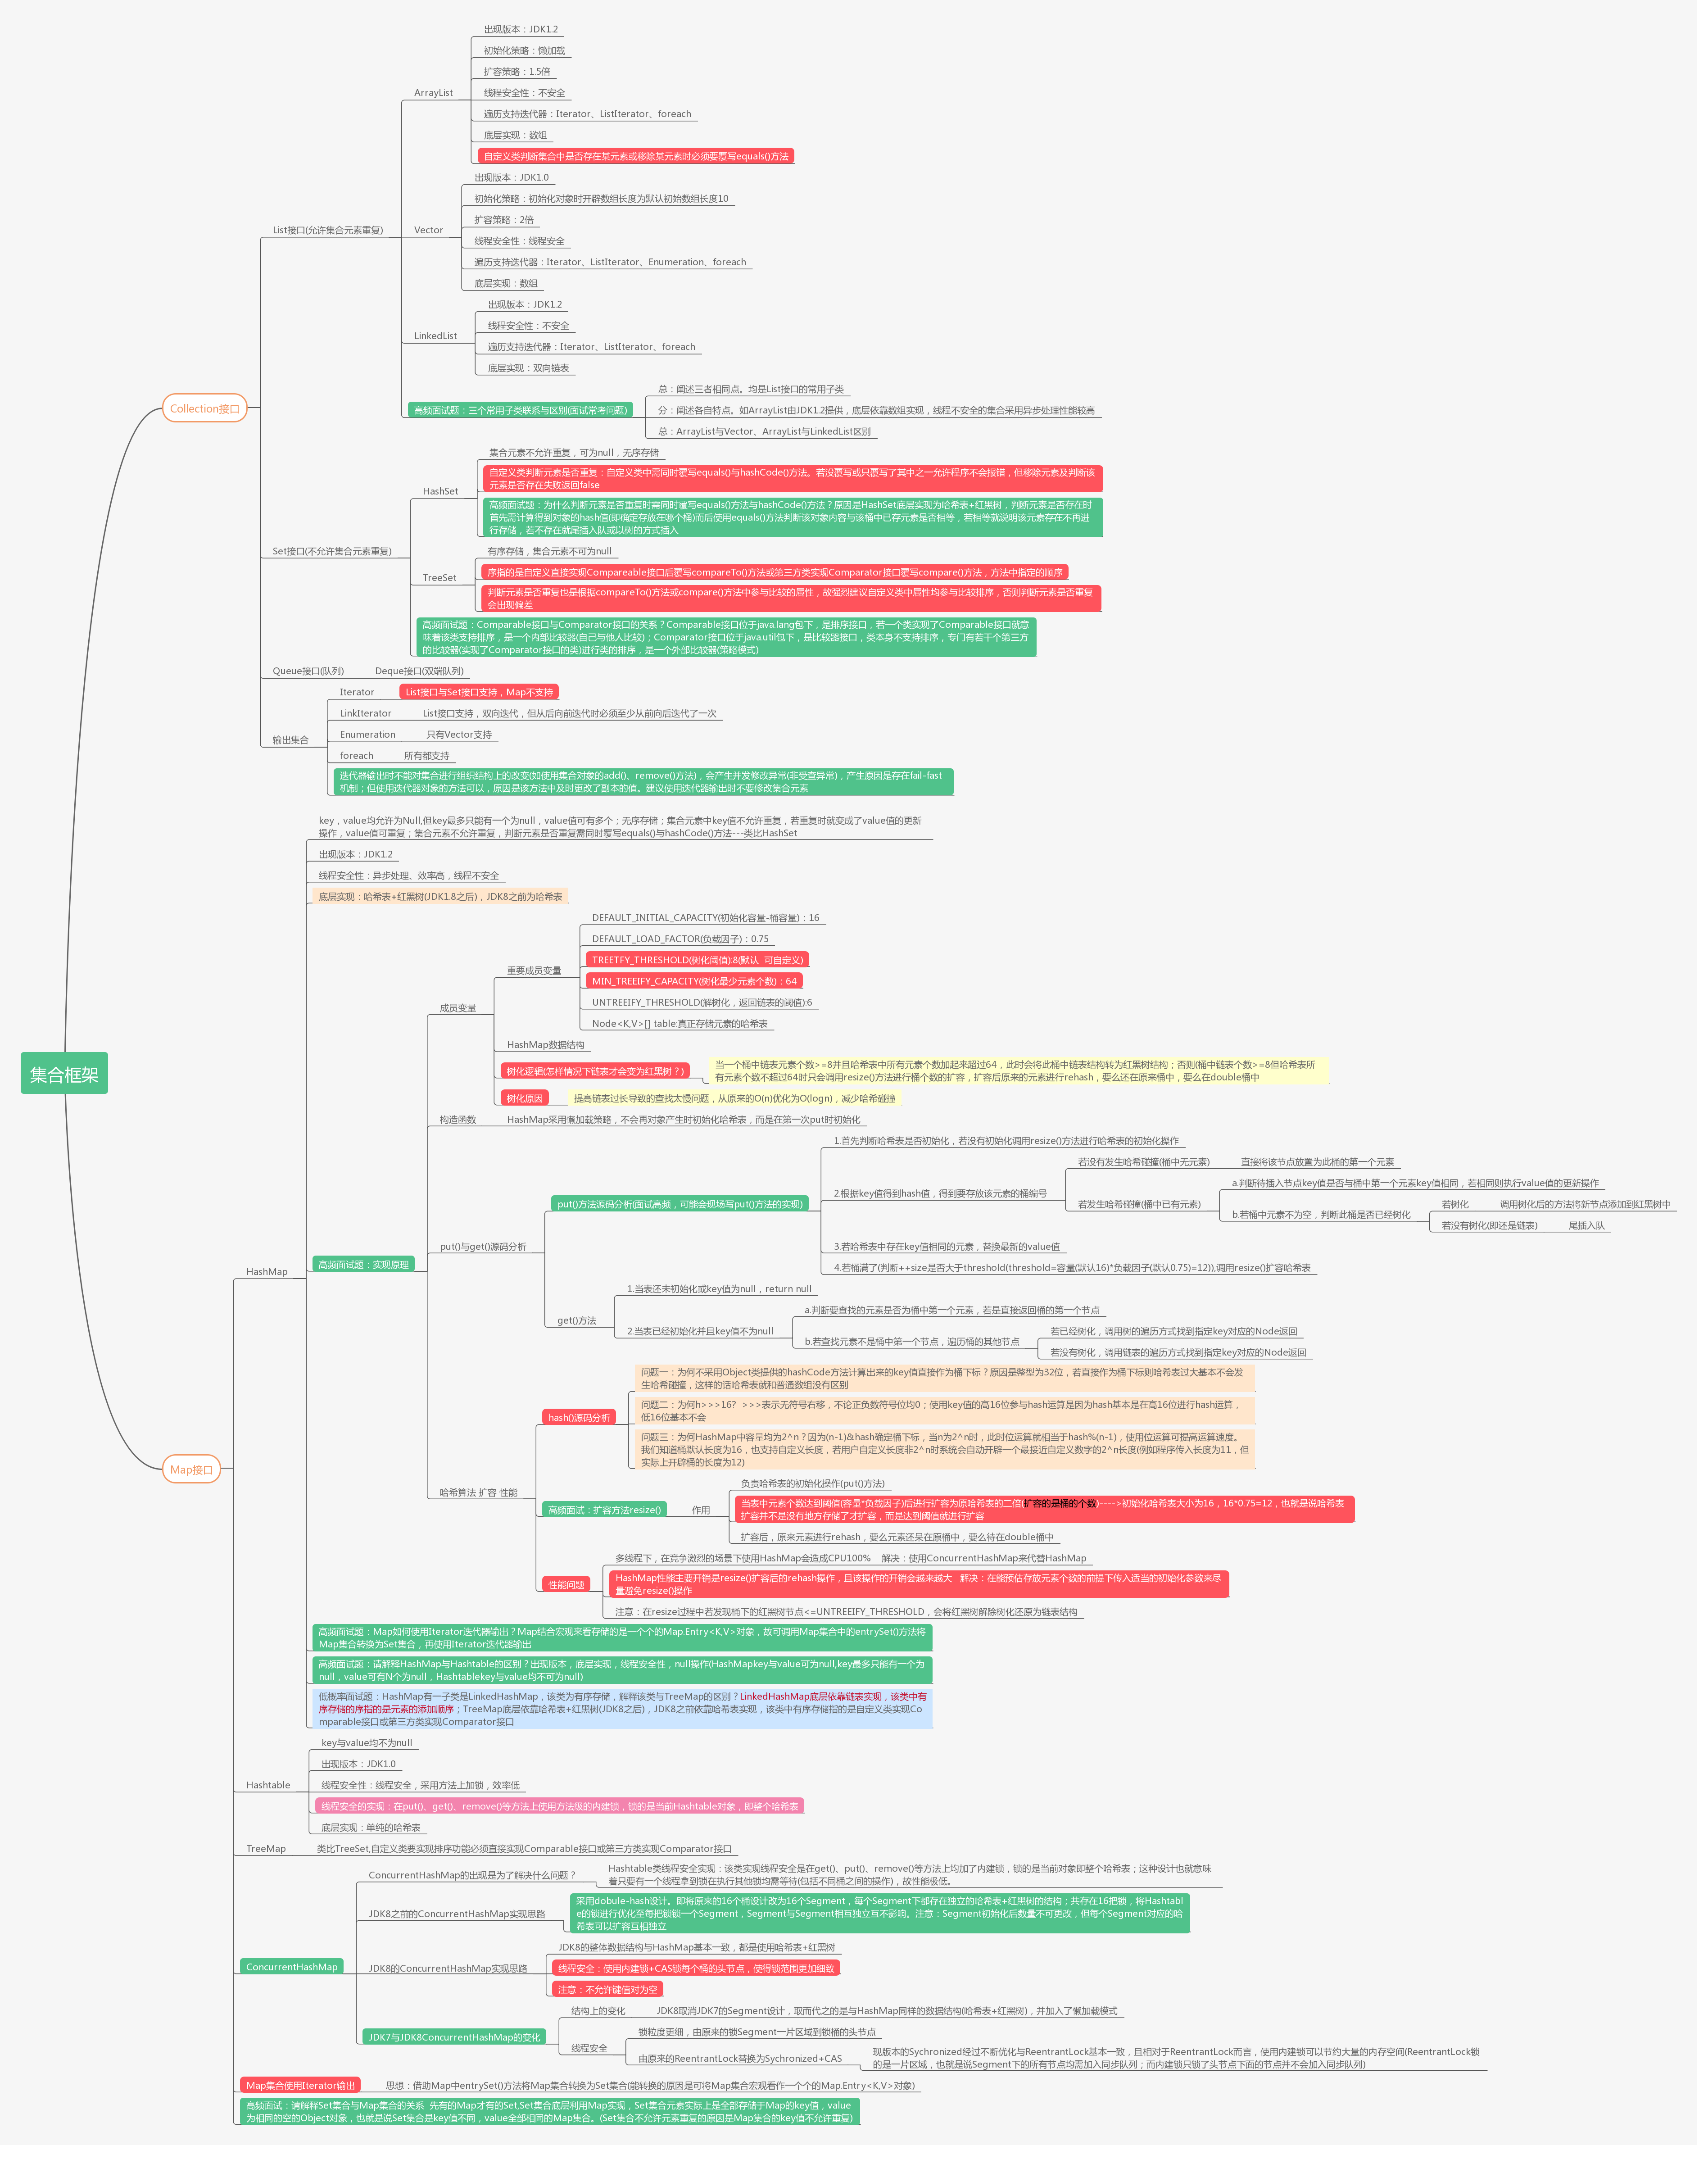 集合框架
Collection接口
List接口(允许集合元素重复)
ArrayList
出现版本：JDK1.2
初始化策略：懒加载
扩容策略：1.5倍
线程安全性：不安全
遍历支持迭代器：Iterator、ListIterator、foreach
底层实现：数组
自定义类判断集合中是否存在某元素或移除某元素时必须要覆写equals()方法
Vector
出现版本：JDK1.0
初始化策略：初始化对象时开辟数组长度为默认初始数组长度10
扩容策略：2倍
线程安全性：线程安全
遍历支持迭代器：Iterator、ListIterator、Enumeration、foreach
底层实现：数组
LinkedList
出现版本：JDK1.2
线程安全性：不安全
遍历支持迭代器：Iterator、ListIterator、foreach
底层实现：双向链表
高频面试题：三个常用子类联系与区别(面试常考问题)
总：阐述三者相同点。均是List接口的常用子类
分：阐述各自特点。如ArrayList由JDK1.2提供，底层依靠数组实现，线程不安全的集合采用异步处理性能较高
总：ArrayList与Vector、ArrayList与LinkedList区别
Set接口(不允许集合元素重复)
HashSet
集合元素不允许重复，可为null，无序存储
自定义类判断元素是否重复：自定义类中需同时覆写equals()与hashCode()方法。若没覆写或只覆写了其中之一允许程序不会报错，但移除元素及判断该
元素是否存在失败返回false
高频面试题：为什么判断元素是否重复时需同时覆写equals()方法与hashCode()方法？原因是HashSet底层实现为哈希表+红黑树，判断元素是否存在时
首先需计算得到对象的hash值(即确定存放在哪个桶)而后使用equals()方法判断该对象内容与该桶中已存元素是否相等，若相等就说明该元素存在不再进
行存储，若不存在就尾插入队或以树的方式插入
TreeSet
有序存储，集合元素不可为null
序指的是自定义直接实现Compareable接口后覆写compareTo()方法或第三方类实现Comparator接口覆写compare()方法，方法中指定的顺序
判断元素是否重复也是根据compareTo()方法或compare()方法中参与比较的属性，故强烈建议自定义类中属性均参与比较排序，否则判断元素是否重复
会出现偏差
高频面试题：Comparable接口与Comparator接口的关系？Comparable接口位于java.lang包下，是排序接口，若一个类实现了Comparable接口就意
味着该类支持排序，是一个内部比较器(自己与他人比较)；Comparator接口位于java.util包下，是比较器接口，类本身不支持排序，专门有若干个第三方
的比较器(实现了Comparator接口的类)进行类的排序，是一个外部比较器(策略模式)
Queue接口(队列)
Deque接口(双端队列)
输出集合
Iterator
List接口与Set接口支持，Map不支持
LinkIterator
List接口支持，双向迭代，但从后向前迭代时必须至少从前向后迭代了一次
Enumeration
只有Vector支持
foreach
所有都支持
迭代器输出时不能对集合进行组织结构上的改变(如使用集合对象的add()、remove()方法)，会产生并发修改异常(非受查异常)，产生原因是存在fail-fast
机制；但使用迭代器对象的方法可以，原因是该方法中及时更改了副本的值。建议使用迭代器输出时不要修改集合元素
Map接口
HashMap
key，value均允许为Null,但key最多只能有一个为null，value值可有多个；无序存储；集合元素中key值不允许重复，若重复时就变成了value值的更新
操作，value值可重复；集合元素不允许重复，判断元素是否重复需同时覆写equals()与hashCode()方法---类比HashSet
出现版本：JDK1.2
线程安全性：异步处理、效率高，线程不安全
底层实现：哈希表+红黑树(JDK1.8之后)，JDK8之前为哈希表
高频面试题：实现原理
成员变量
重要成员变量
DEFAULT_INITIAL_CAPACITY(初始化容量-桶容量)：16
DEFAULT_LOAD_FACTOR(负载因子)：0.75
TREETFY_THRESHOLD(树化阈值):8(默认 可自定义)
MIN_TREEIFY_CAPACITY(树化最少元素个数)：64
UNTREEIFY_THRESHOLD(解树化，返回链表的阈值):6
Node<K,V>[] table:真正存储元素的哈希表
HashMap数据结构
树化逻辑(怎样情况下链表才会变为红黑树？)
当一个桶中链表元素个数>=8并且哈希表中所有元素个数加起来超过64，此时会将此桶中链表结构转为红黑树结构；否则(桶中链表个数>=8但哈希表所
有元素个数不超过64时只会调用resize()方法进行桶个数的扩容，扩容后原来的元素进行rehash，要么还在原来桶中，要么在double桶中
树化原因
提高链表过长导致的查找太慢问题，从原来的O(n)优化为O(logn)，减少哈希碰撞
构造函数
HashMap采用懒加载策略，不会再对象产生时初始化哈希表，而是在第一次put时初始化
put()与get()源码分析
put()方法源码分析(面试高频，可能会现场写put()方法的实现)
1.首先判断哈希表是否初始化，若没有初始化调用resize()方法进行哈希表的初始化操作
2.根据key值得到hash值，得到要存放该元素的桶编号
若没有发生哈希碰撞(桶中无元素)
直接将该节点放置为此桶的第一个元素
若发生哈希碰撞(桶中已有元素)
a.判断待插入节点key值是否与桶中第一个元素key值相同，若相同则执行value值的更新操作
b.若桶中元素不为空，判断此桶是否已经树化
若树化
调用树化后的方法将新节点添加到红黑树中
若没有树化(即还是链表)
尾插入队
3.若哈希表中存在key值相同的元素，替换最新的value值
4.若桶满了(判断++size是否大于threshold(threshold=容量(默认16)*负载因子(默认0.75)=12)),调用resize()扩容哈希表
get()方法
1.当表还未初始化或key值为null，return null
2.当表已经初始化并且key值不为null
a.判断要查找的元素是否为桶中第一个元素，若是直接返回桶的第一个节点
b.若查找元素不是桶中第一个节点，遍历桶的其他节点
若已经树化，调用树的遍历方式找到指定key对应的Node返回
若没有树化，调用链表的遍历方式找到指定key对应的Node返回
哈希算法 扩容 性能
hash()源码分析
问题一：为何不采用Object类提供的hashCode方法计算出来的key值直接作为桶下标？原因是整型为32位，若直接作为桶下标则哈希表过大基本不会发
生哈希碰撞，这样的话哈希表就和普通数组没有区别
问题二：为何h>>>16? >>>表示无符号右移，不论正负数符号位均0；使用key值的高16位参与hash运算是因为hash基本是在高16位进行hash运算，
低16位基本不会
问题三：为何HashMap中容量均为2^n？因为(n-1)&hash确定桶下标，当n为2^n时，此时位运算就相当于hash%(n-1)，使用位运算可提高运算速度。
我们知道桶默认长度为16，也支持自定义长度，若用户自定义长度非2^n时系统会自动开辟一个最接近自定义数字的2^n长度(例如程序传入长度为11，但
实际上开辟桶的长度为12)
高频面试：扩容方法resize()
作用
负责哈希表的初始化操作(put()方法)
当表中元素个数达到阈值(容量*负载因子)后进行扩容为原哈希表的二倍(扩容的是桶的个数)---->初始化哈希表大小为16，16*0.75=12，也就是说哈希表
扩容并不是没有地方存储了才扩容，而是达到阈值就进行扩容
扩容后，原来元素进行rehash，要么元素还呆在原桶中，要么待在double桶中
性能问题
多线程下，在竞争激烈的场景下使用HashMap会造成CPU100% 解决：使用ConcurrentHashMap来代替HashMap
HashMap性能主要开销是resize()扩容后的rehash操作，且该操作的开销会越来越大 解决：在能预估存放元素个数的前提下传入适当的初始化参数来尽
量避免resize()操作
注意：在resize过程中若发现桶下的红黑树节点<=UNTREEIFY_THRESHOLD，会将红黑树解除树化还原为链表结构
高频面试题：Map如何使用Iterator迭代器输出？Map结合宏观来看存储的是一个个的Map.Entry<K,V>对象，故可调用Map集合中的entrySet()方法将
Map集合转换为Set集合，再使用Iterator迭代器输出
高频面试题：请解释HashMap与Hashtable的区别？出现版本，底层实现，线程安全性，null操作(HashMapkey与value可为null,key最多只能有一个为
null，value可有N个为null，Hashtablekey与value均不可为null)
低概率面试题：HashMap有一子类是LinkedHashMap，该类为有序存储，解释该类与TreeMap的区别？LinkedHashMap底层依靠链表实现，该类中有
序存储的序指的是元素的添加顺序；TreeMap底层依靠哈希表+红黑树(JDK8之后)，JDK8之前依靠哈希表实现，该类中有序存储指的是自定义类实现Co
mparable接口或第三方类实现Comparator接口
Hashtable
key与value均不为null
出现版本：JDK1.0
线程安全性：线程安全，采用方法上加锁，效率低
线程安全的实现：在put()、get()、remove()等方法上使用方法级的内建锁，锁的是当前Hashtable对象，即整个哈希表
底层实现：单纯的哈希表
TreeMap
类比TreeSet,自定义类要实现排序功能必须直接实现Comparable接口或第三方类实现Comparator接口
ConcurrentHashMap
ConcurrentHashMap的出现是为了解决什么问题？
Hashtable类线程安全实现：该类实现线程安全是在get()、put()、remove()等方法上均加了内建锁，锁的是当前对象即整个哈希表；这种设计也就意味
着只要有一个线程拿到锁在执行其他锁均需等待(包括不同桶之间的操作)，故性能极低。
JDK8之前的ConcurrentHashMap实现思路
采用dobule-hash设计。即将原来的16个桶设计改为16个Segment，每个Segment下都存在独立的哈希表+红黑树的结构；共存在16把锁，将Hashtabl
e的锁进行优化至每把锁锁一个Segment，Segment与Segment相互独立互不影响。注意：Segment初始化后数量不可更改，但每个Segment对应的哈
希表可以扩容互相独立
JDK8的ConcurrentHashMap实现思路
JDK8的整体数据结构与HashMap基本一致，都是使用哈希表+红黑树
线程安全：使用内建锁+CAS锁每个桶的头节点，使得锁范围更加细致
注意：不允许键值对为空
JDK7与JDK8ConcurrentHashMap的变化
结构上的变化
JDK8取消JDK7的Segment设计，取而代之的是与HashMap同样的数据结构(哈希表+红黑树)，并加入了懒加载模式
线程安全
锁粒度更细，由原来的锁Segment一片区域到锁桶的头节点
由原来的ReentrantLock替换为Sychronized+CAS
现版本的Sychronized经过不断优化与ReentrantLock基本一致，且相对于ReentrantLock而言，使用内建锁可以节约大量的内存空间(ReentrantLock锁
的是一片区域，也就是说Segment下的所有节点均需加入同步队列；而内建锁只锁了头节点下面的节点并不会加入同步队列)
Map集合使用Iterator输出
思想：借助Map中entrySet()方法将Map集合转换为Set集合(能转换的原因是可将Map集合宏观看作一个个的Map.Entry<K,V>对象)
高频面试：请解释Set集合与Map集合的关系 先有的Map才有的Set,Set集合底层利用Map实现，Set集合元素实际上是全部存储于Map的key值，value
为相同的空的Object对象，也就是说Set集合是key值不同，value全部相同的Map集合。(Set集合不允许元素重复的原因是Map集合的key值不允许重复)